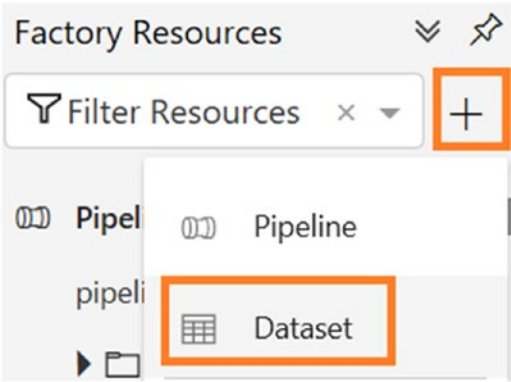 Factory Resources
Filter Resources
Pipeli
Pipeline
pipeli
Dataset